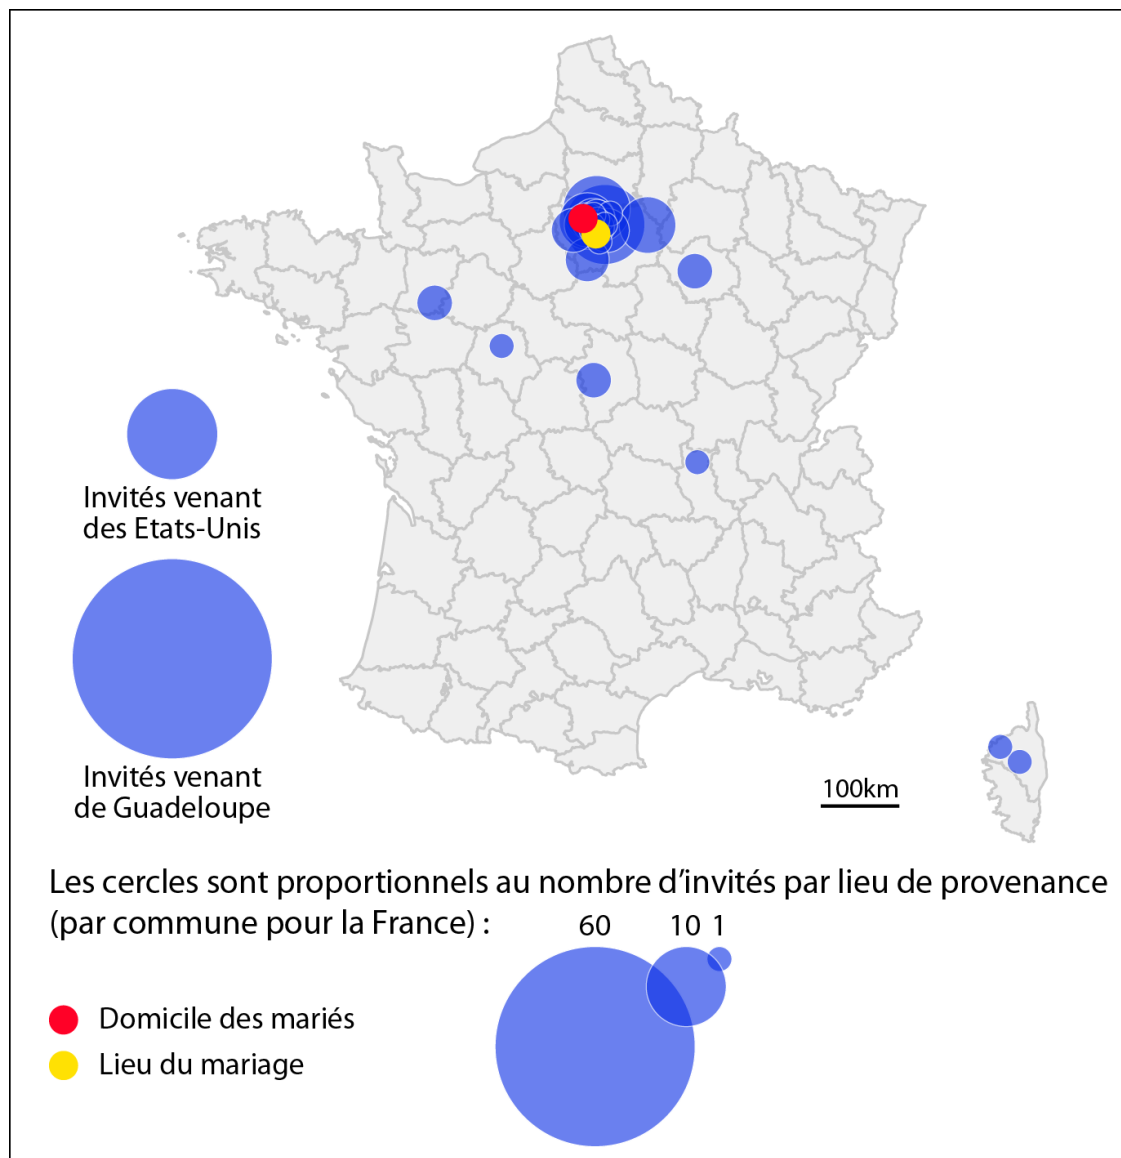 Invités venant
des Etats-Unis
Invités venant
de Guadeloupe
100km
Les cercles sont proportionnels au nombre d’invités par lieu de provenance
(par commune pour la France) :
60 10 1
Domicile des mariés
Lieu du mariage